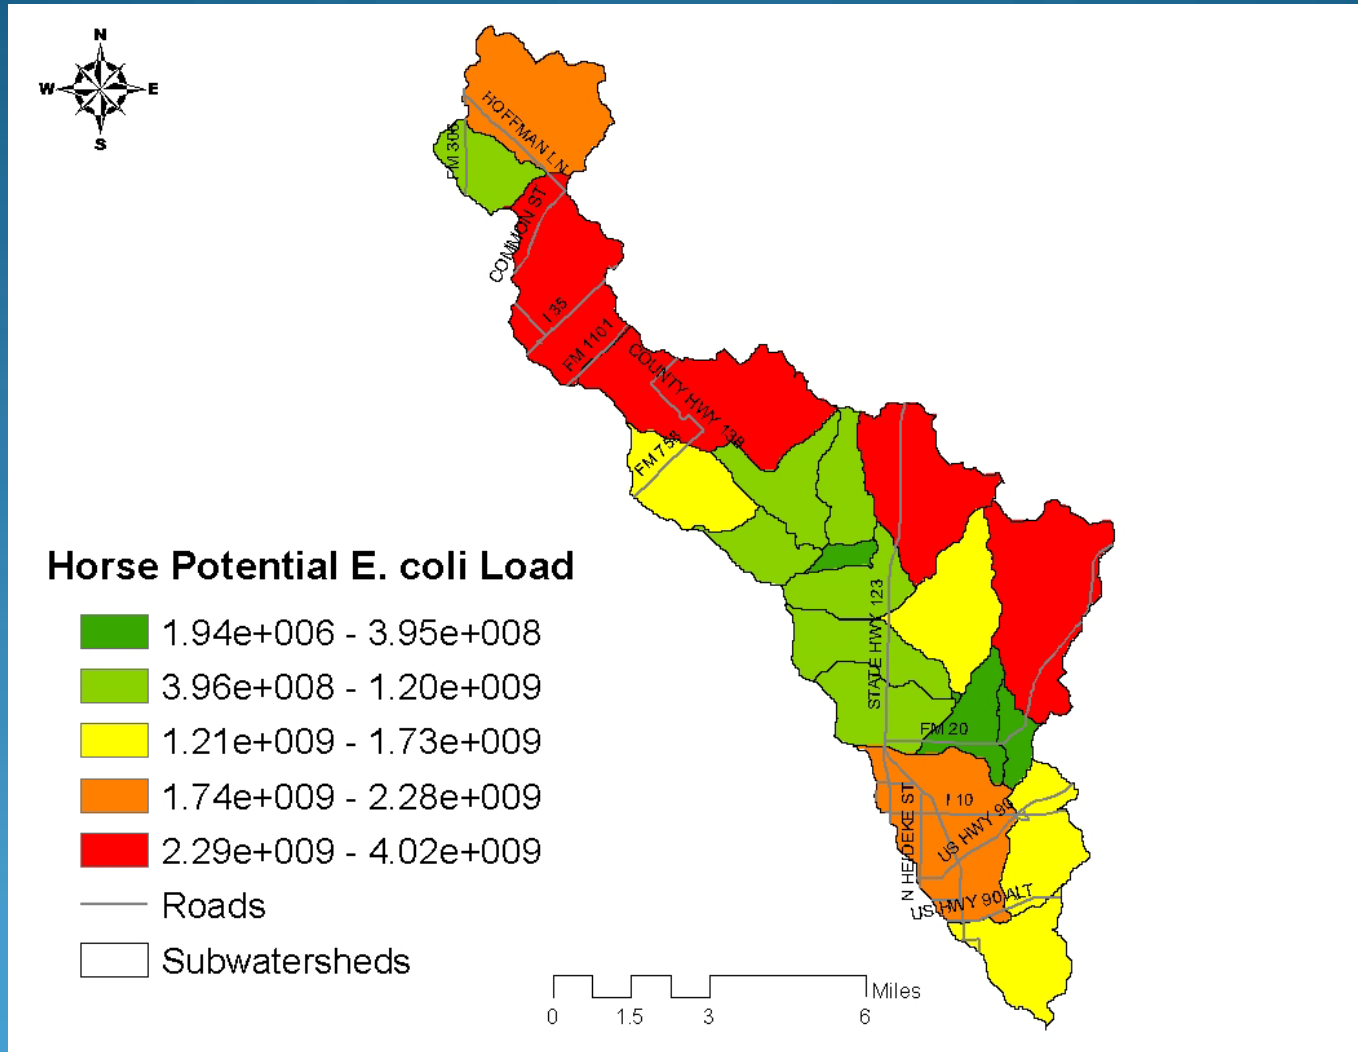 N
W E
S
HOFFMAN LN
FM 306
COMMON ST
I 35
FM 1101
COUNTY HWY 138
FM 758
STATE HWY 123
FM 20
I 10
US HWY 90
N HEIDEKE ST
US HWY 90 ALT
Horse Potential E. coli Load
1.94e+006 - 3.95e+008
3.96e+008 - 1.20e+009
1.21e+009 - 1.73e+009
1.74e+009 - 2.28e+009
2.29e+009 - 4.02e+009
Roads
Subwatersheds
Miles
0 1.5 3 6